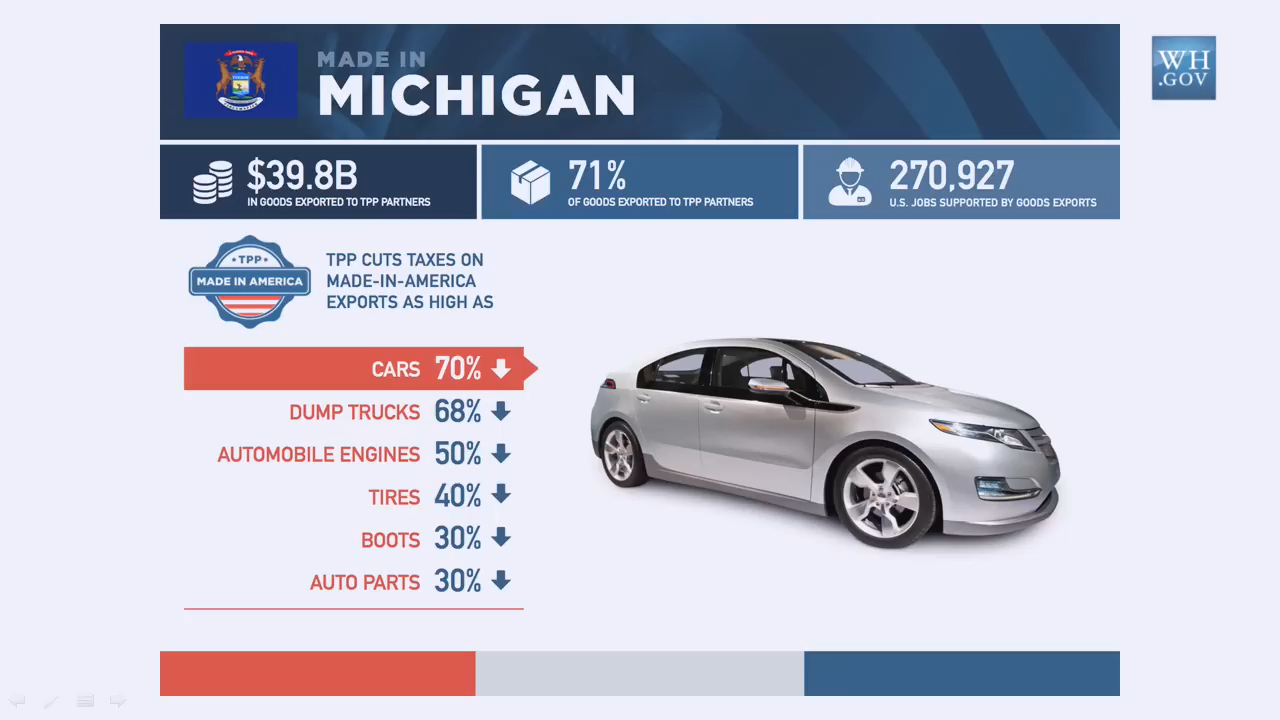 MADE IN
MICHIGAN
WH
.GOV
$39.8B
IN GOODS EXPORTED TO TPP PARTNERS
71%
OF GOODS EXPORTED TO TPP PARTNERS
270,927
U.S. JOBS SUPPORTED BY GOODS EXPORTS
TPP
MADE IN AMERICA
TPP CUTS TAXES ON
MADE-IN-AMERICA
EXPORTS AS HIGH AS
CARS 70%
DUMP TRUCKS 68%
AUTOMOBILE ENGINES 50%
TIRES 40%
BOOTS 30%
AUTO PARTS 30%